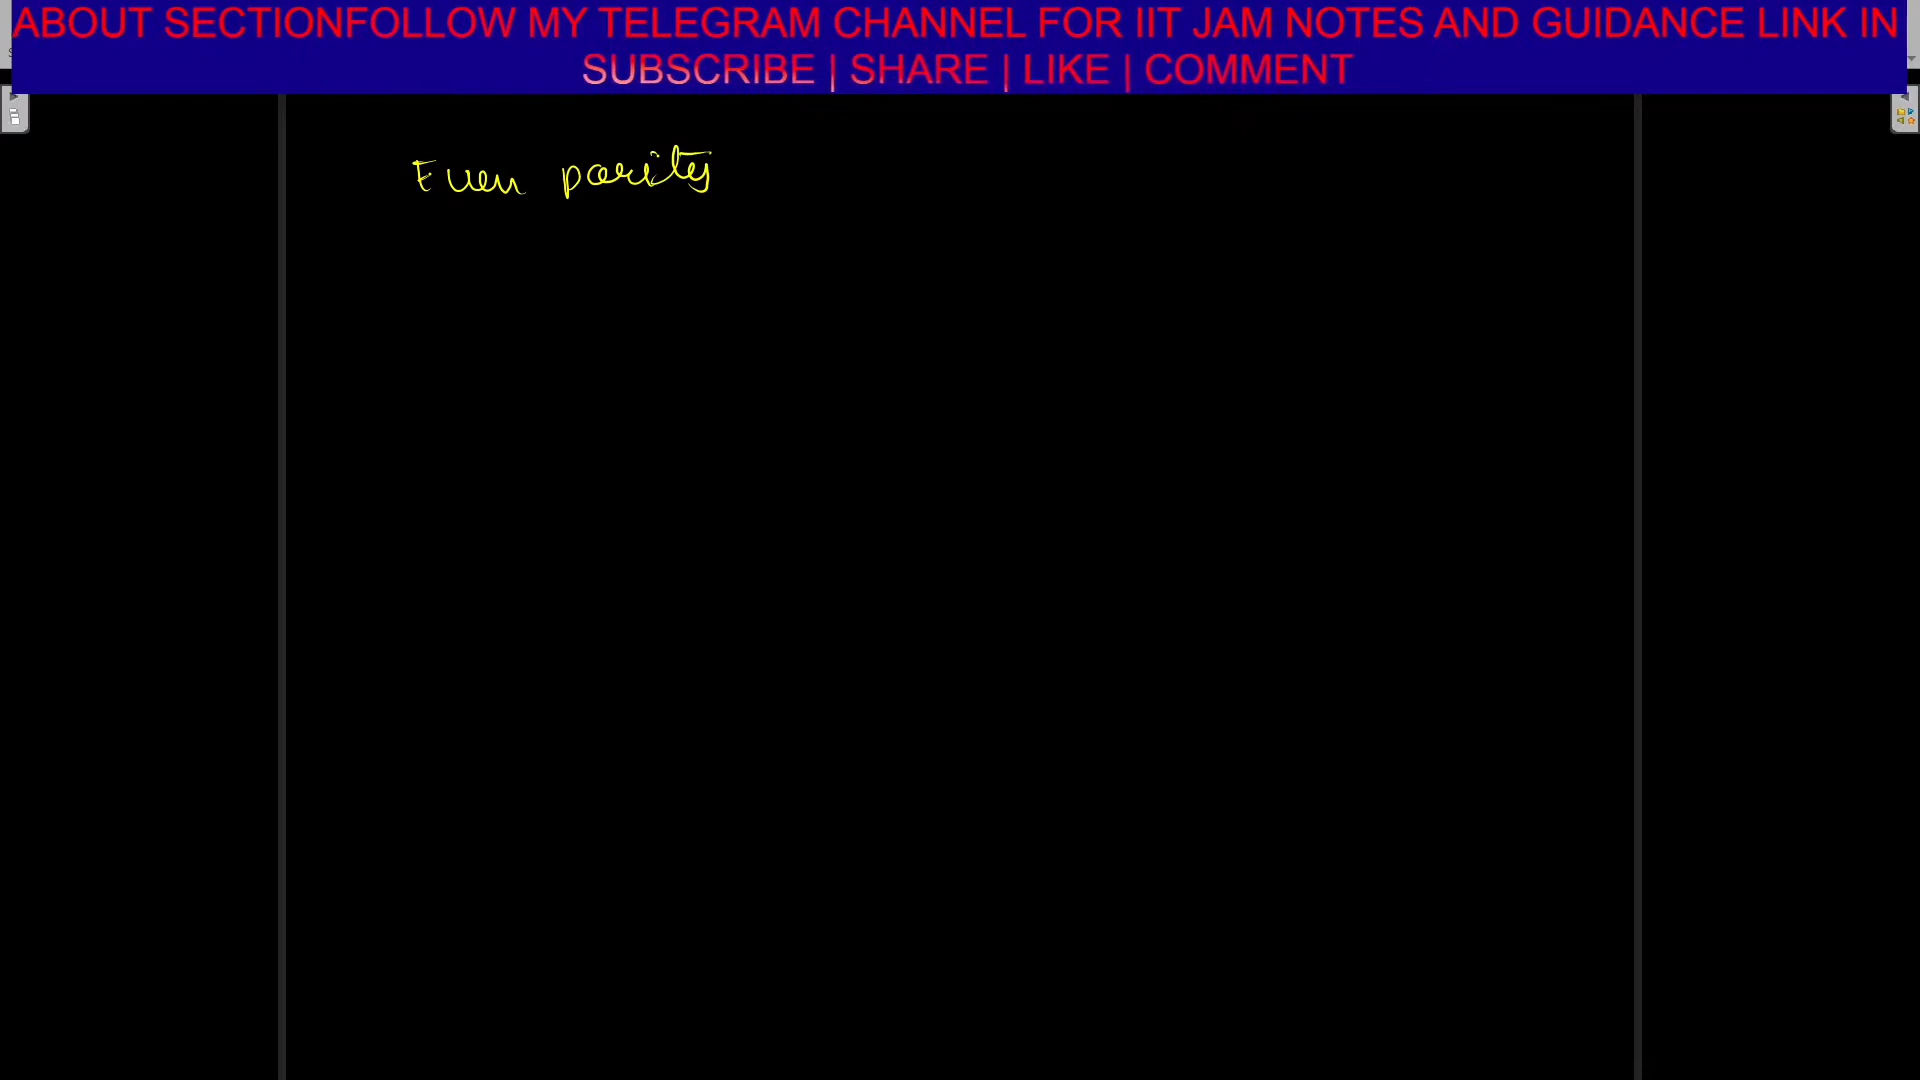 ABOUT SECTIONFOLLOW MY TELEGRAM CHANNEL FOR IIT JAM NOTES AND GUIDANCE LINK IN
SUBSCRIBE | SHARE | LIKE | COMMENT
Even parity